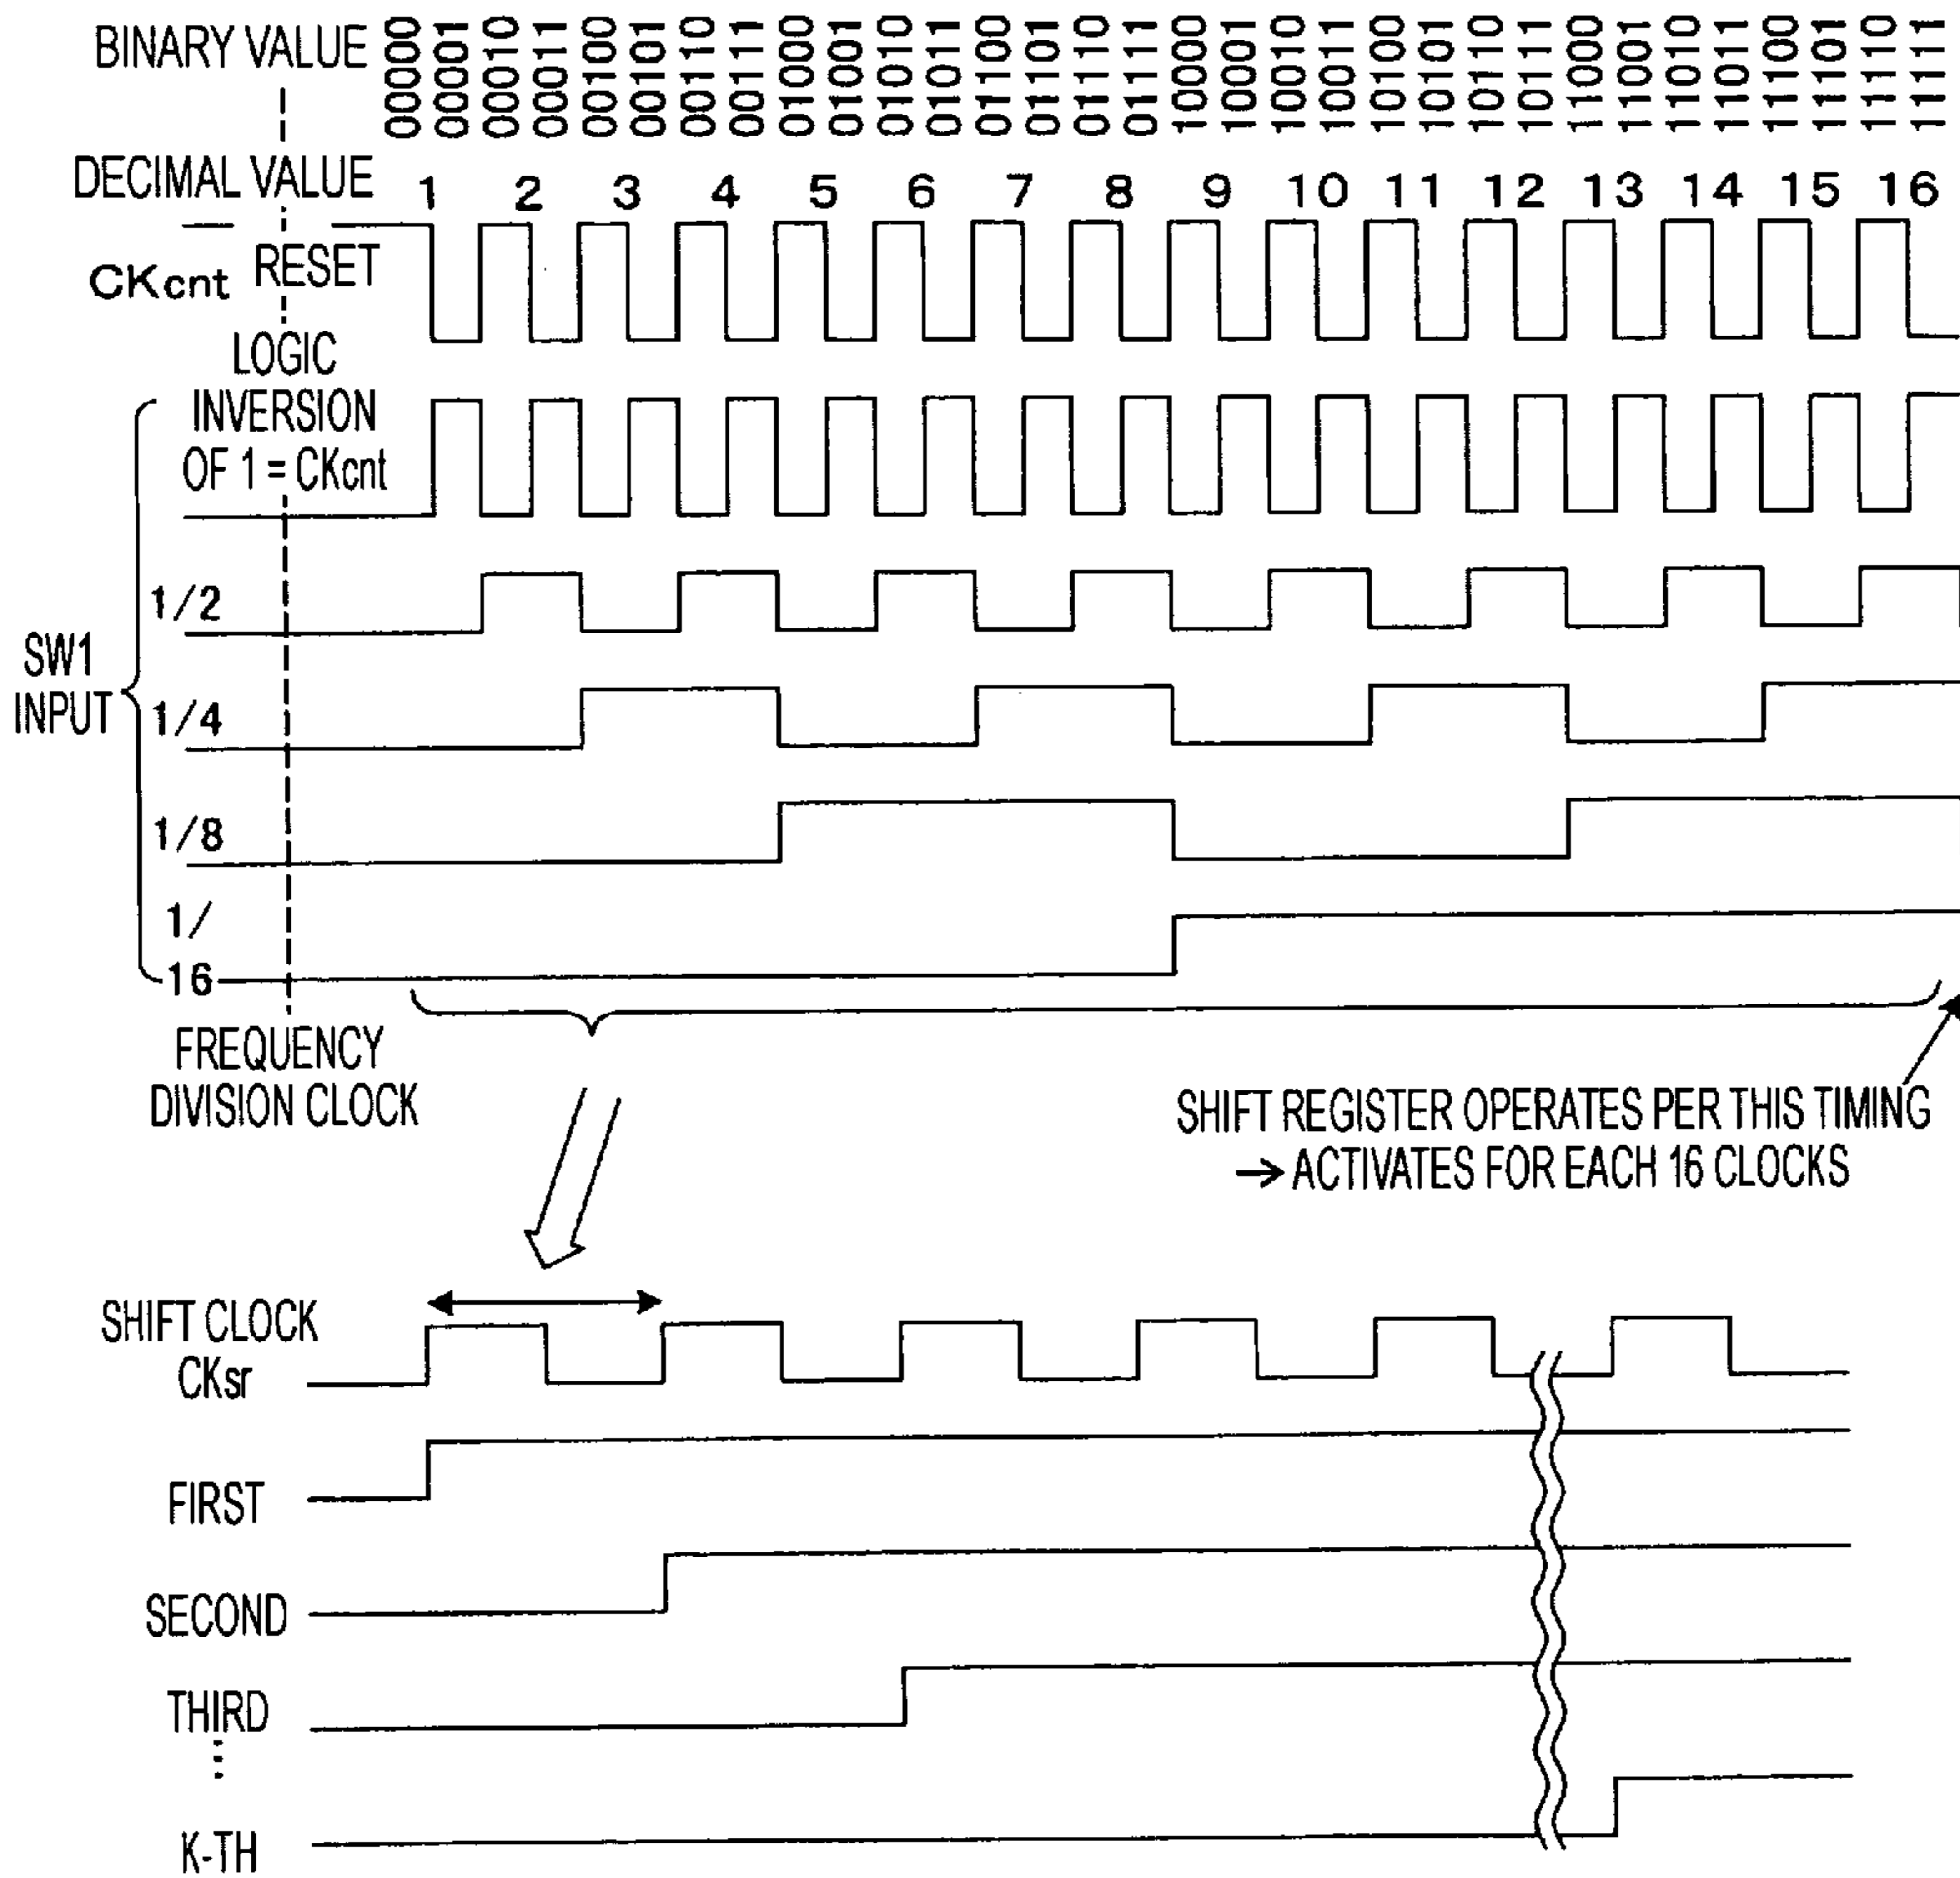 BINARY VALUE 00000 00001 00010 00011 00100 00101 00110 00111 01000 01001 01010 01011 01100 01101 01110 01111 10000 10001 10010 10011 10100 10101 10110 10111 11000 11001 11010 11011 11100 11101 11110 11111
DECIMAL VALUE 1 2 3 4 5 6 7 8 9 10 11 12 13 14 15 16
CKcnt RESET
LOGIC
INVERSION
OF 1 = CKcnt
1/2
SW1
INPUT
1/4
1/8
1/
16
FREQUENCY
DIVISION CLOCK
SHIFT REGISTER OPERATES PER THIS TIMING
→ ACTIVATES FOR EACH 16 CLOCKS
SHIFT CLOCK
CKsr
FIRST
SECOND
THIRD
⋮
K-TH